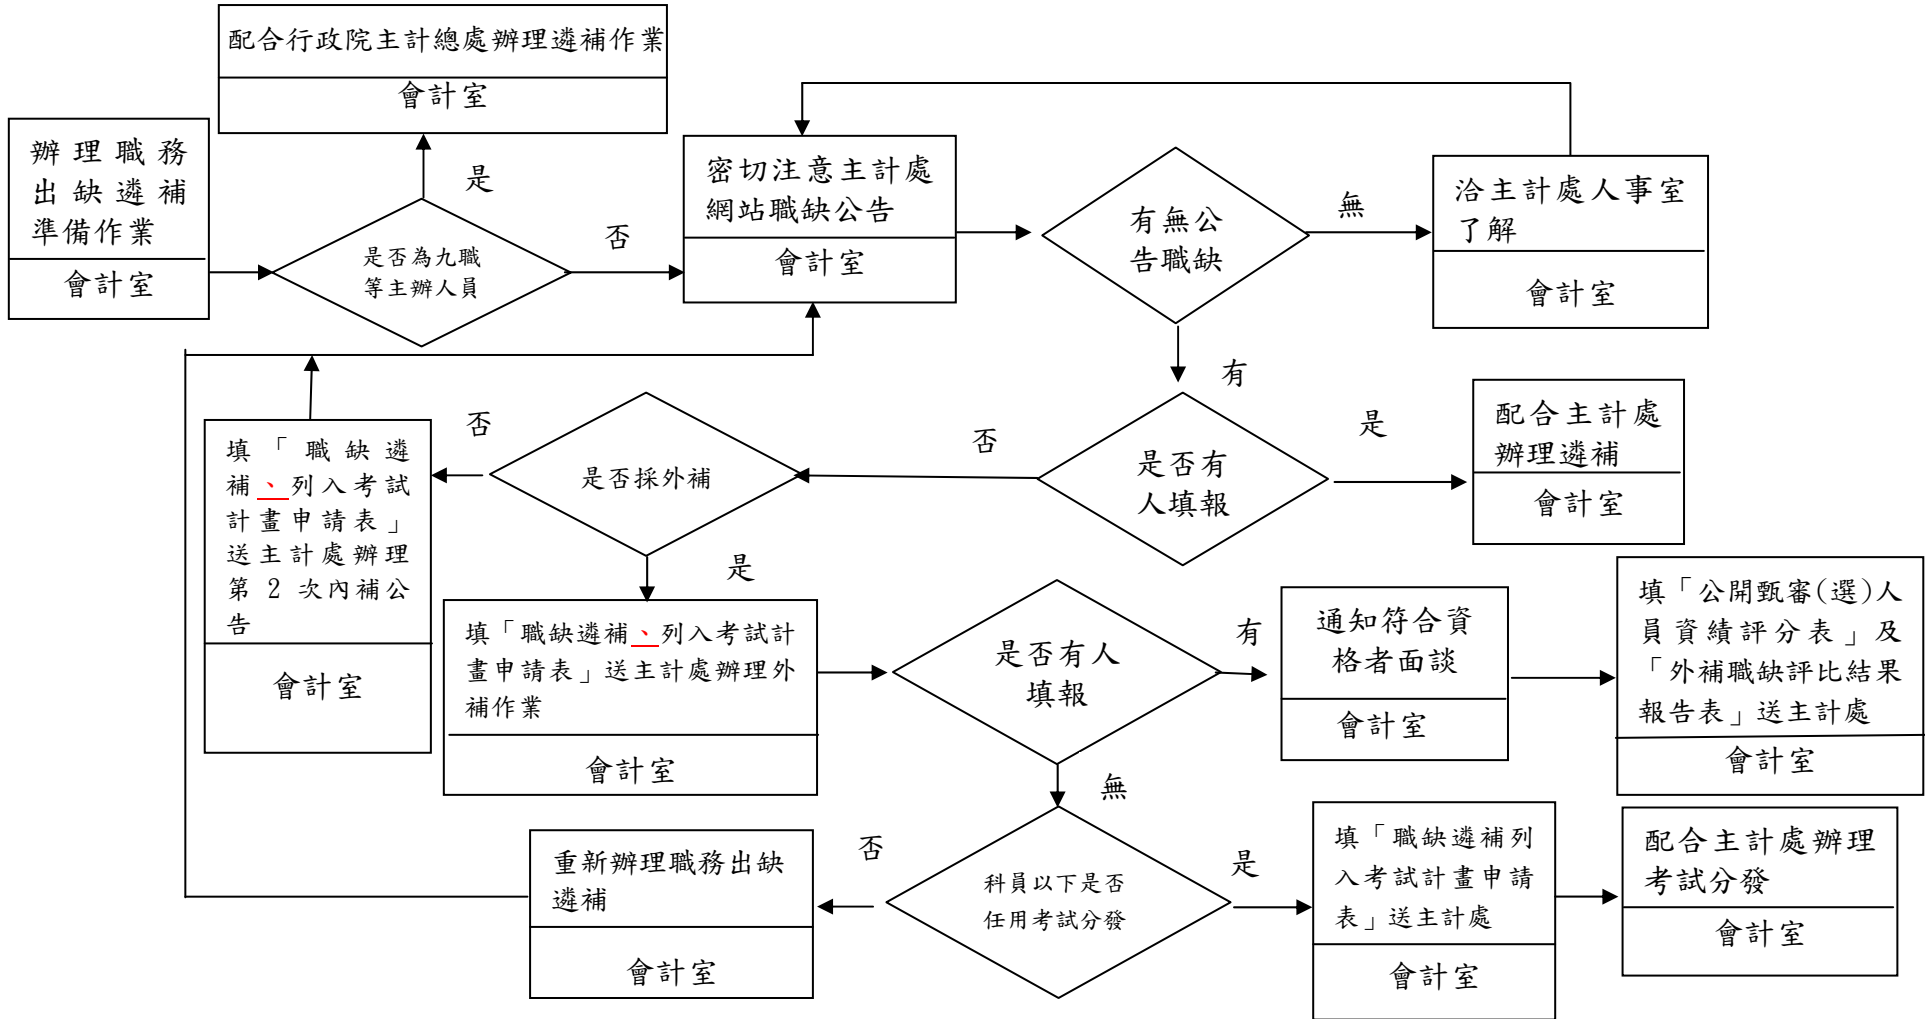 配合行政院主計總處辦理遴補作業
會計室
辦理職務
出缺遴補
準備作業
會計室
是
是否為九職
等主辦人員
否
密切注意主計處
網站職缺公告
會計室
有無公
告職缺
無
洽主計處人事室
了解
會計室
有
是否有
人填報
是
配合主計處
辦理遴補
會計室
否
是否採外補
否
填「職缺遴
補、列入考試
計畫申請表」
送主計處辦理
第 2 次內補公
告
會計室
是
填「職缺遴補、列入考試計
畫申請表」送主計處辦理外
補作業
會計室
是否有人
填報
有
通知符合資
格者面談
會計室
填「公開甄審(選)人
員資績評分表」及
「外補職缺評比結果
報告表」送主計處
會計室
無
科員以下是否
任用考試分發
否
重新辦理職務出缺
遴補
會計室
是
填「職缺遴補列
入考試計畫申請
表」送主計處
會計室
配合主計處辦理
考試分發
會計室